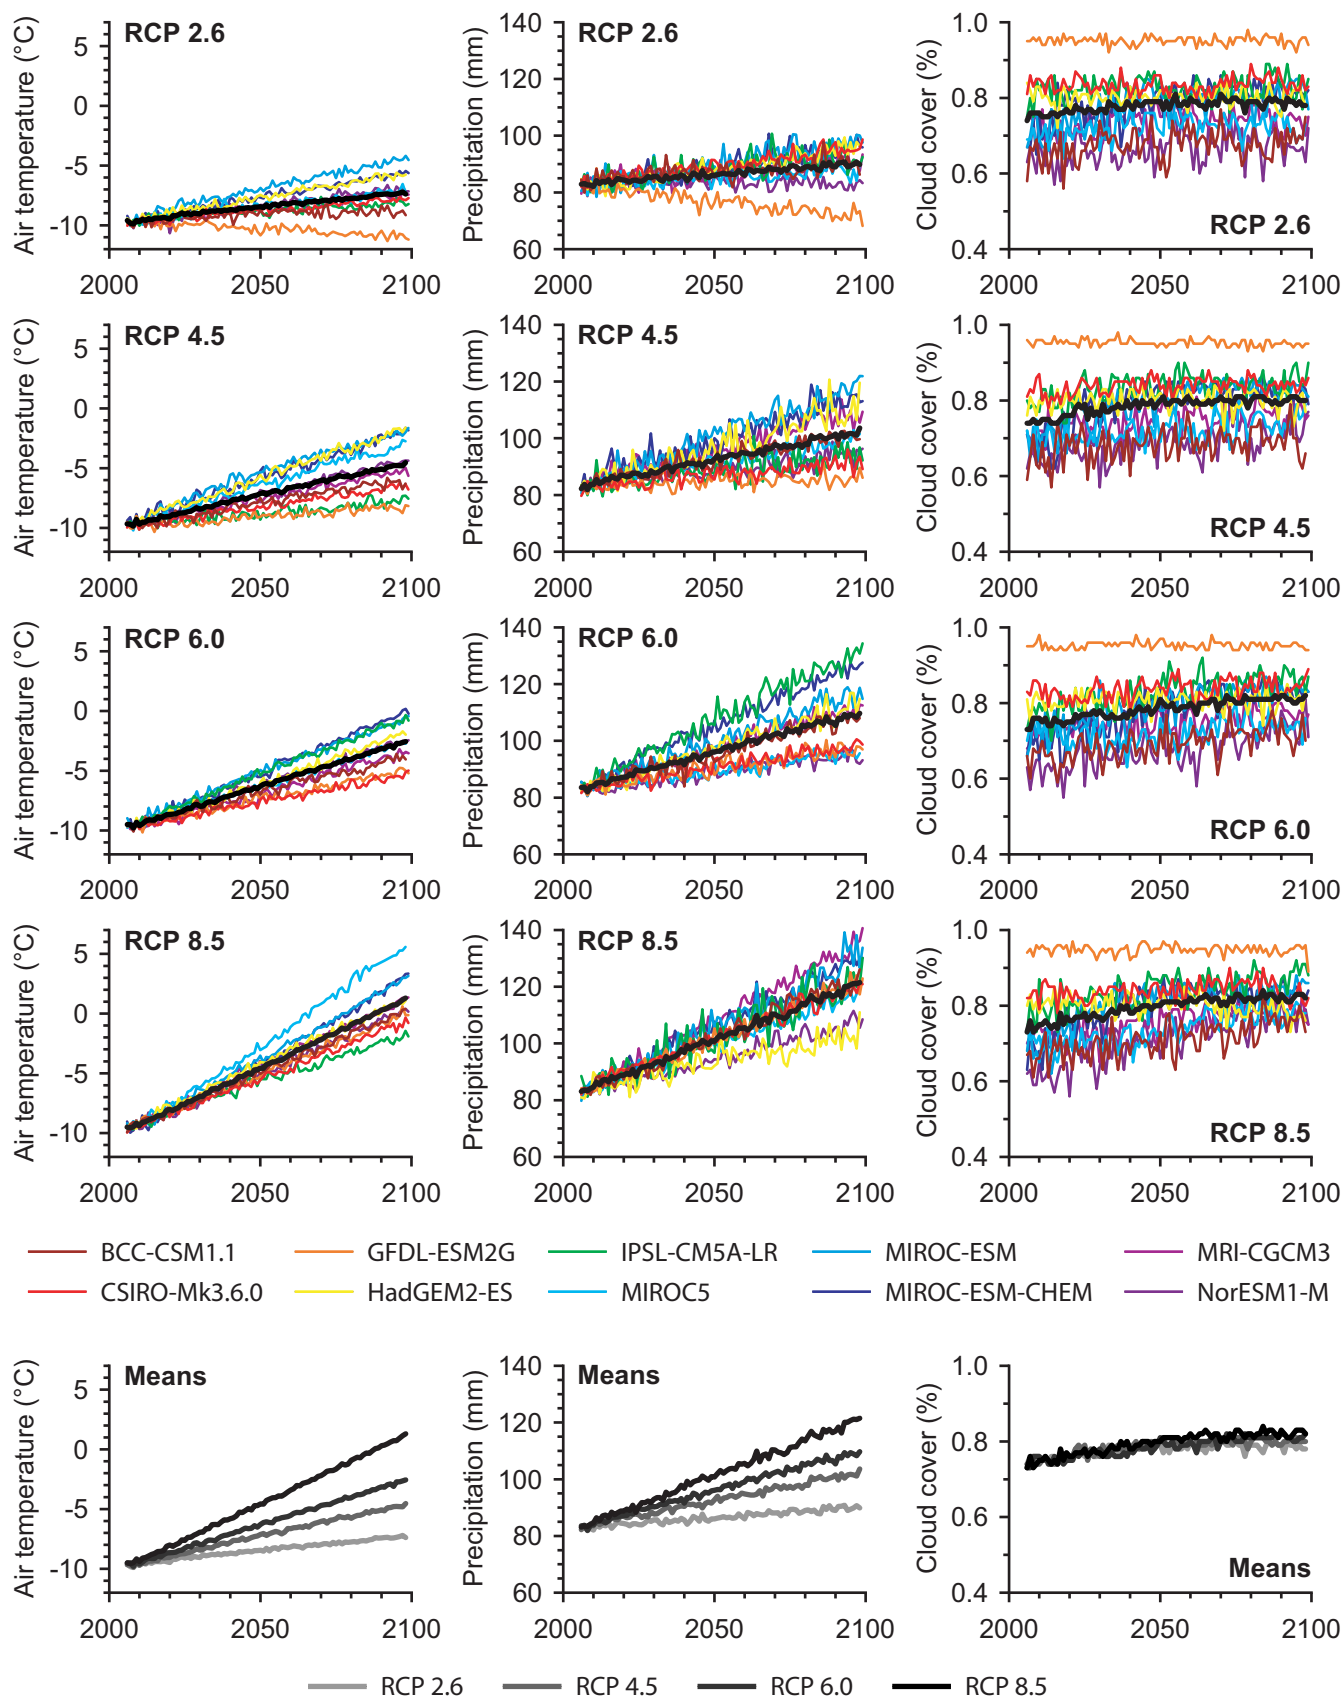 Air temperature (°C)
5
0
-5
-10
RCP 2.6
2000 2050 2100
Precipitation (mm)
140
120
100
80
60
RCP 2.6
2000 2050 2100
Cloud cover (%)
1.0
0.8
0.6
0.4
RCP 2.6
2000 2050 2100
Air temperature (°C)
5
0
-5
-10
RCP 4.5
2000 2050 2100
Precipitation (mm)
140
120
100
80
60
RCP 4.5
2000 2050 2100
Cloud cover (%)
1.0
0.8
0.6
0.4
RCP 4.5
2000 2050 2100
Air temperature (°C)
5
0
-5
-10
RCP 6.0
2000 2050 2100
Precipitation (mm)
140
120
100
80
60
RCP 6.0
2000 2050 2100
Cloud cover (%)
1.0
0.8
0.6
0.4
RCP 6.0
2000 2050 2100
Air temperature (°C)
5
0
-5
-10
RCP 8.5
2000 2050 2100
Precipitation (mm)
140
120
100
80
60
RCP 8.5
2000 2050 2100
Cloud cover (%)
1.0
0.8
0.6
0.4
RCP 8.5
2000 2050 2100
BCC-CSM1.1 GFDL-ESM2G IPSL-CM5A-LR MIROC-ESM MRI-CGCM3
CSIRO-Mk3.6.0 HadGEM2-ES MIROC5 MIROC-ESM-CHEM NorESM1-M
Air temperature (°C)
5
0
-5
-10
Means
2000 2050 2100
Precipitation (mm)
140
120
100
80
60
Means
2000 2050 2100
Cloud cover (%)
1.0
0.8
0.6
0.4
Means
2000 2050 2100
RCP 2.6 RCP 4.5 RCP 6.0 RCP 8.5